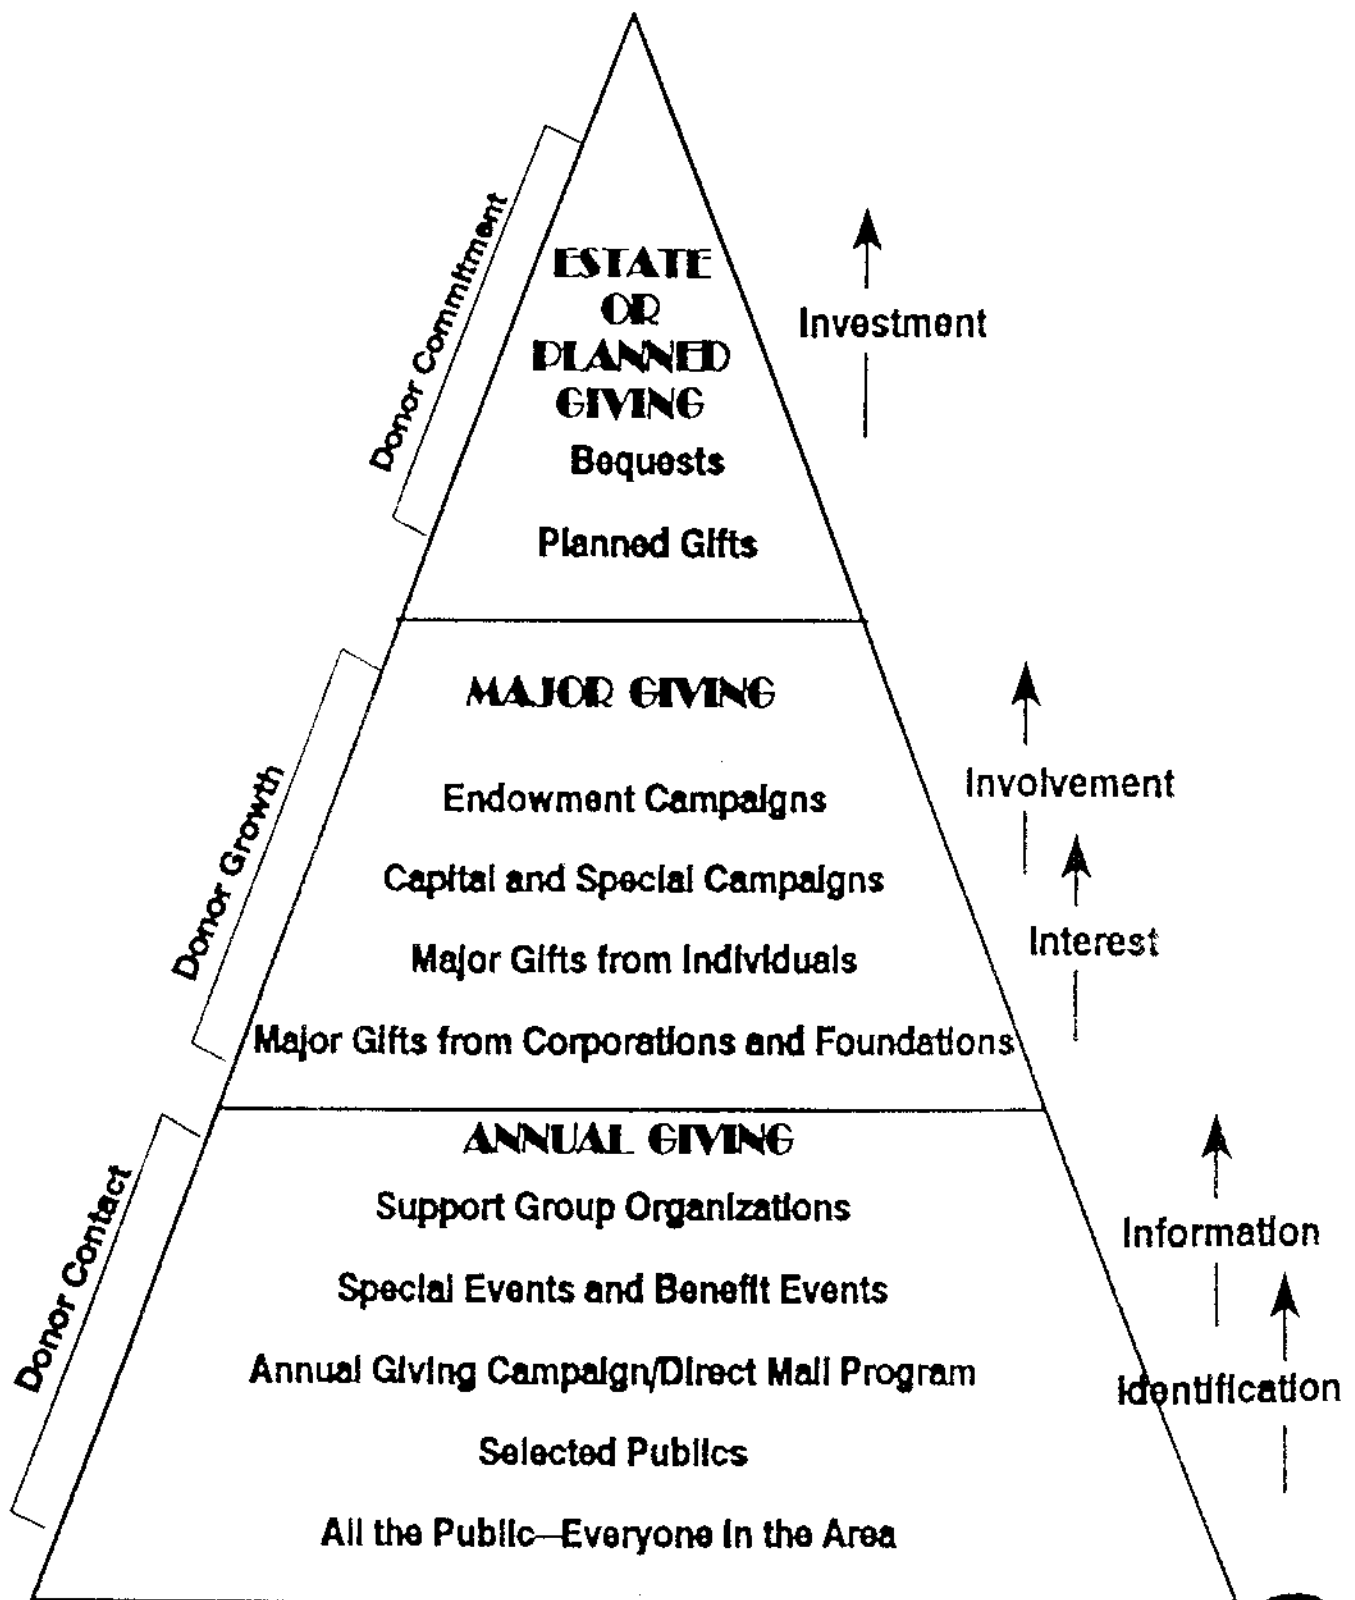 Donor Commitment
ESTATE
OR
PLANNED
GIVING
Bequests
Planned Gifts
Investment
Donor Growth
MAJOR GIVING
Endowment Campaigns
Capital and Special Campaigns
Major Gifts from Individuals
Major Gifts from Corporations and Foundations
Involvement
Interest
Donor Contact
ANNUAL GIVING
Support Group Organizations
Special Events and Benefit Events
Annual Giving Campaign/Direct Mail Program
Selected Publics
All the Public—Everyone in the Area
Information
Identification